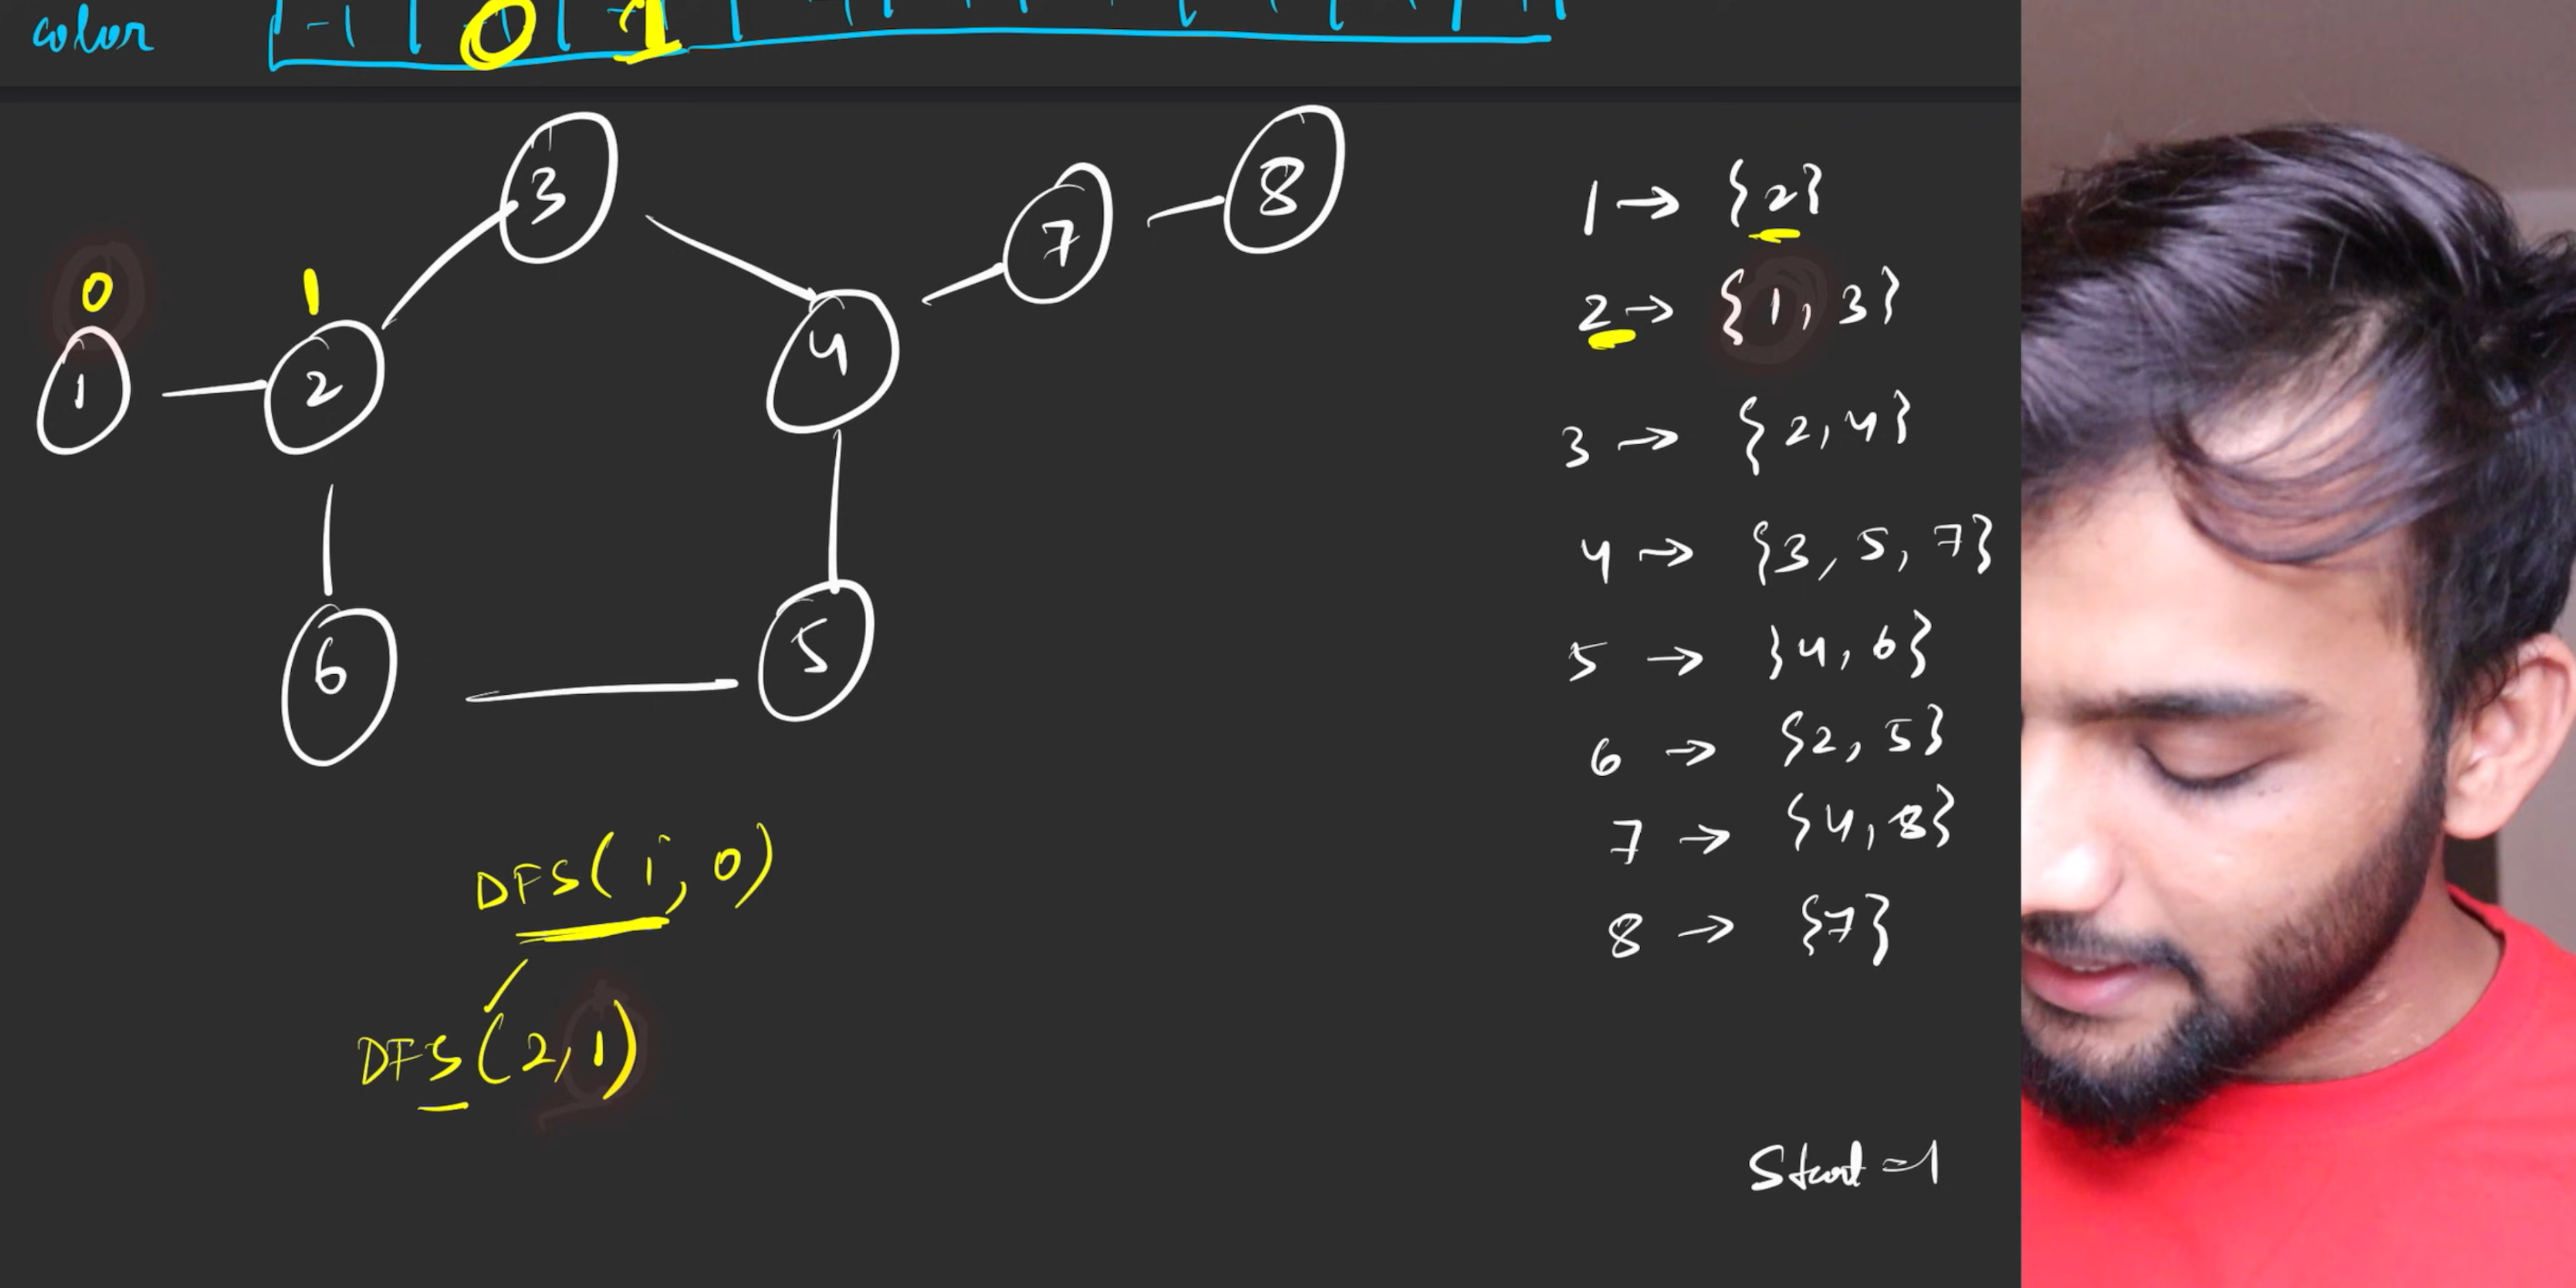 color -1 0 1
3
8
7
0 1
1 2 4
6 5
DFS(1, 0)
DFS(2, 1)
1 → {2}
2 → {1, 3}
3 → {2, 4}
4 → {3, 5, 7}
5 → {4, 6}
6 → {2, 5}
7 → {4, 8}
8 → {7}
Start = 1